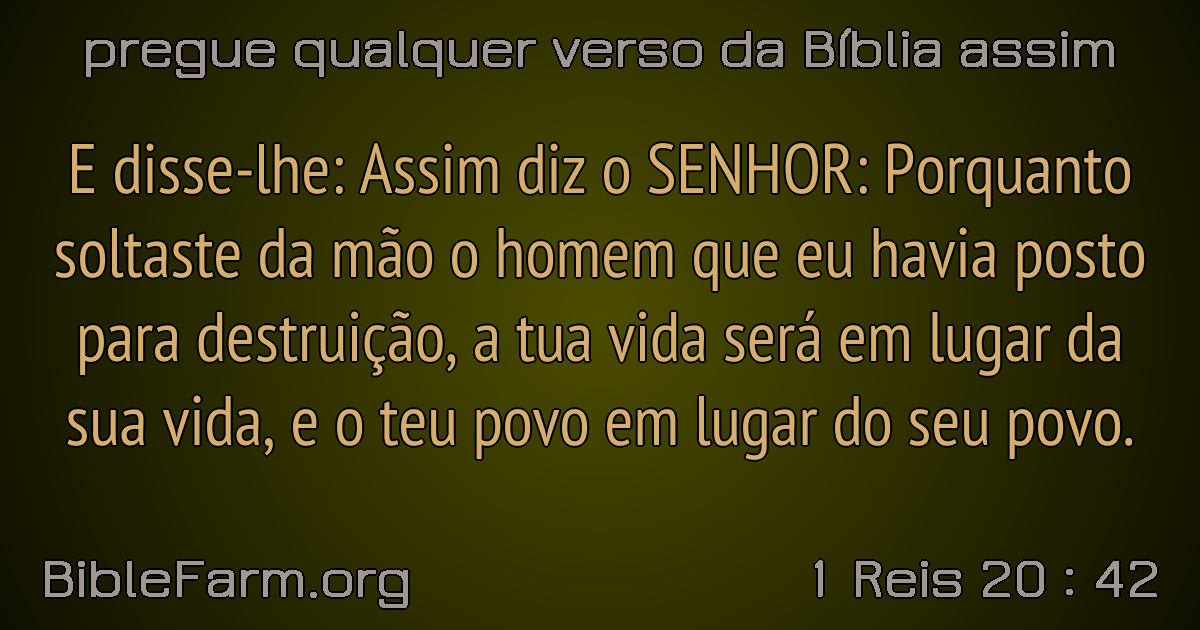 pregue qualquer verso da Bíblia assim
E disse-lhe: Assim diz o SENHOR: Porquanto
soltaste da mão o homem que eu havia posto
para destruição, a tua vida será em lugar da
sua vida, e o teu povo em lugar do seu povo.
BibleFarm.org
1 Reis 20 : 42